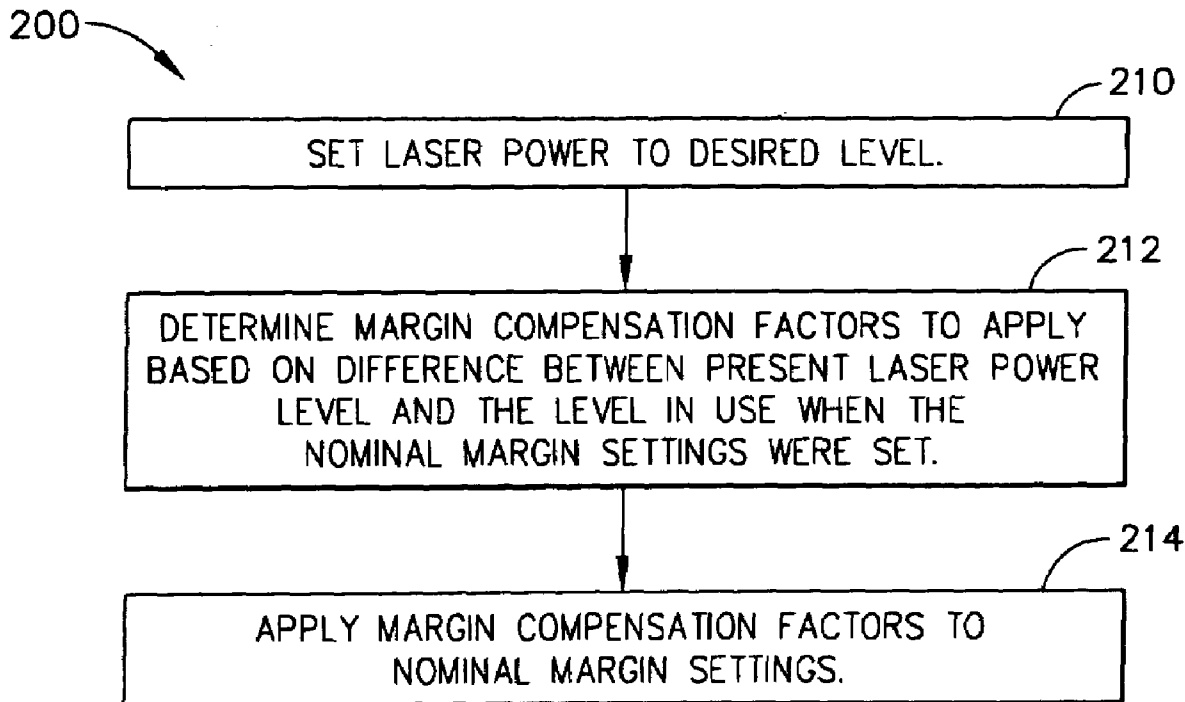 200
210
SET LASER POWER TO DESIRED LEVEL.
212
DETERMINE MARGIN COMPENSATION FACTORS TO APPLY
BASED ON DIFFERENCE BETWEEN PRESENT LASER POWER
LEVEL AND THE LEVEL IN USE WHEN THE
NOMINAL MARGIN SETTINGS WERE SET.
214
APPLY MARGIN COMPENSATION FACTORS TO
NOMINAL MARGIN SETTINGS.